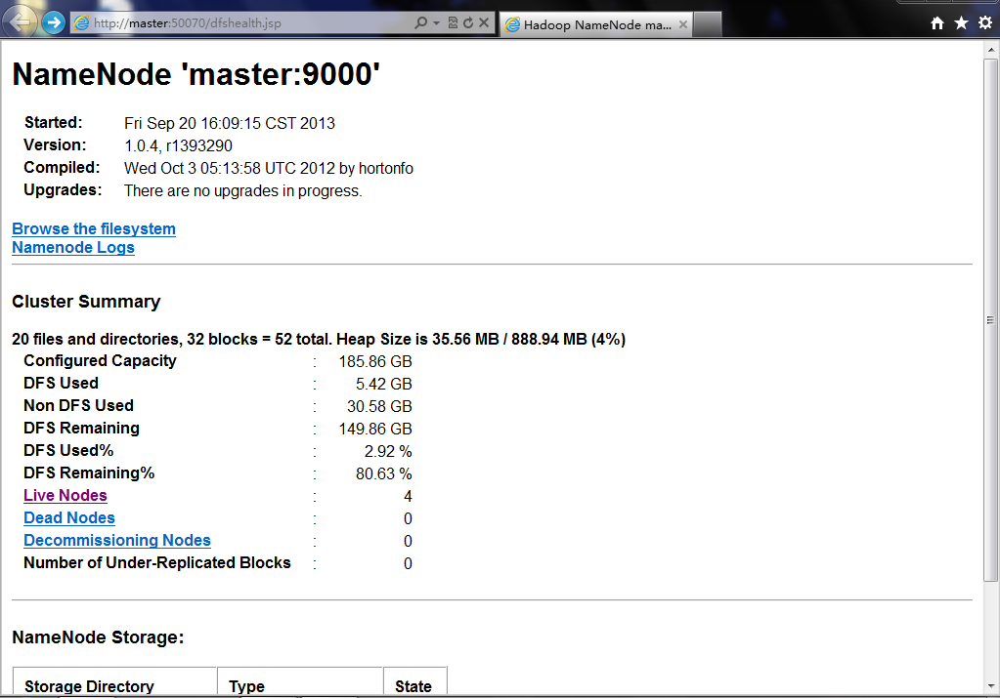 http://master:50070/dfshealth.jsp
Hadoop NameNode ma...
NameNode 'master:9000'
Started: Fri Sep 20 16:09:15 CST 2013
Version: 1.0.4, r1393290
Compiled: Wed Oct 3 05:13:58 UTC 2012 by hortonfo
Upgrades: There are no upgrades in progress.
Browse the filesystem
Namenode Logs
Cluster Summary
20 files and directories, 32 blocks = 52 total. Heap Size is 35.56 MB / 888.94 MB (4%)
Configured Capacity : 185.86 GB
DFS Used : 5.42 GB
Non DFS Used : 30.58 GB
DFS Remaining : 149.86 GB
DFS Used% : 2.92 %
DFS Remaining% : 80.63 %
Live Nodes : 4
Dead Nodes : 0
Decommissioning Nodes : 0
Number of Under-Replicated Blocks : 0
NameNode Storage:
Storage Directory Type State